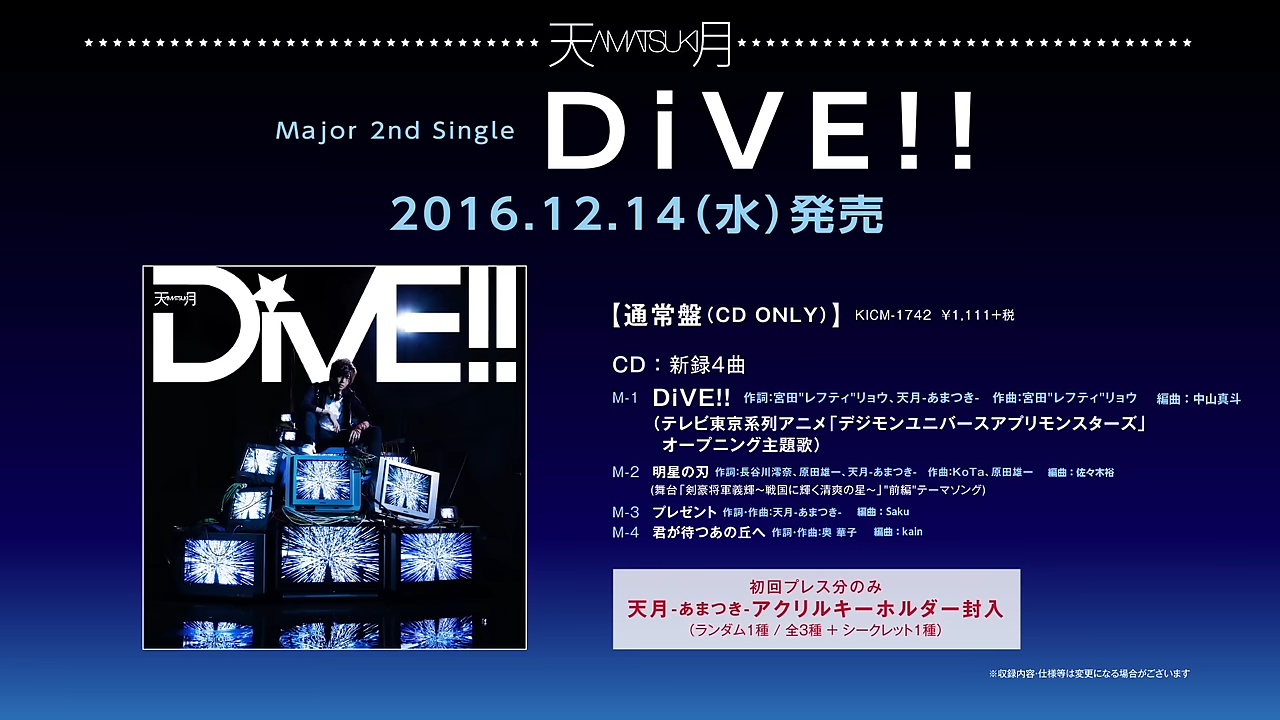 天AMATSUKI月
Major 2nd Single DiVE!!
2016.12.14(水)発売
DiVE!!
天AMATSUKI月
【通常盤(CD ONLY)】 KICM-1742 ¥1,111+税
CD:新録4曲
M-1 DiVE!! 作詞:宮田"レフティ"リョウ、天月-あまつき- 作曲:宮田"レフティ"リョウ 編曲:中山真斗
(テレビ東京系列アニメ「デジモンユニバースアプリモンスターズ」
オープニング主題歌)
M-2 明星の刃 作詞:長谷川澪奈、原田雄一、天月-あまつき- 作曲:KoTa、原田雄一 編曲:佐々木裕
(舞台「剣豪将軍義輝~戦国に輝く清爽の星~」"前編"テーマソング)
M-3 プレゼント 作詞・作曲:天月-あまつき- 編曲:Saku
M-4 君が待つあの丘へ 作詞・作曲:奥 華子 編曲:kain
初回プレス分のみ
天月-あまつき-アクリルキーホルダー封入
(ランダム1種 / 全3種 + シークレット1種)
※収録内容・仕様等は変更になる場合がございます